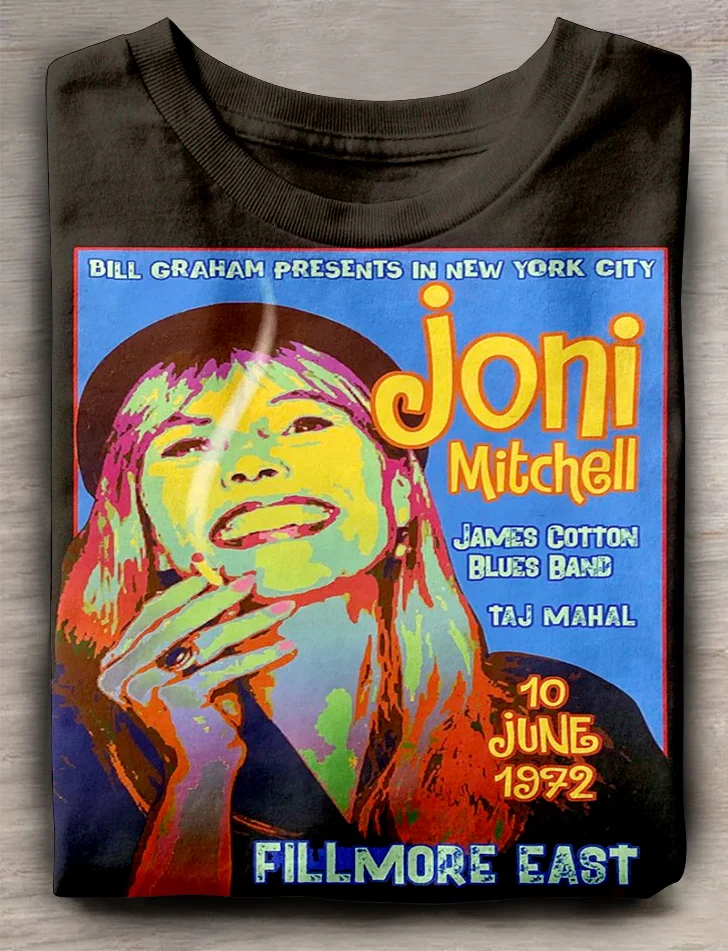 BILL GRAHAM PRESENTS IN NEW YORK CITY
joni
Mitchell
JAMES COTTON
BLUES BAND
TAJ MAHAL
10
JUNE
1972
FILLMORE EAST